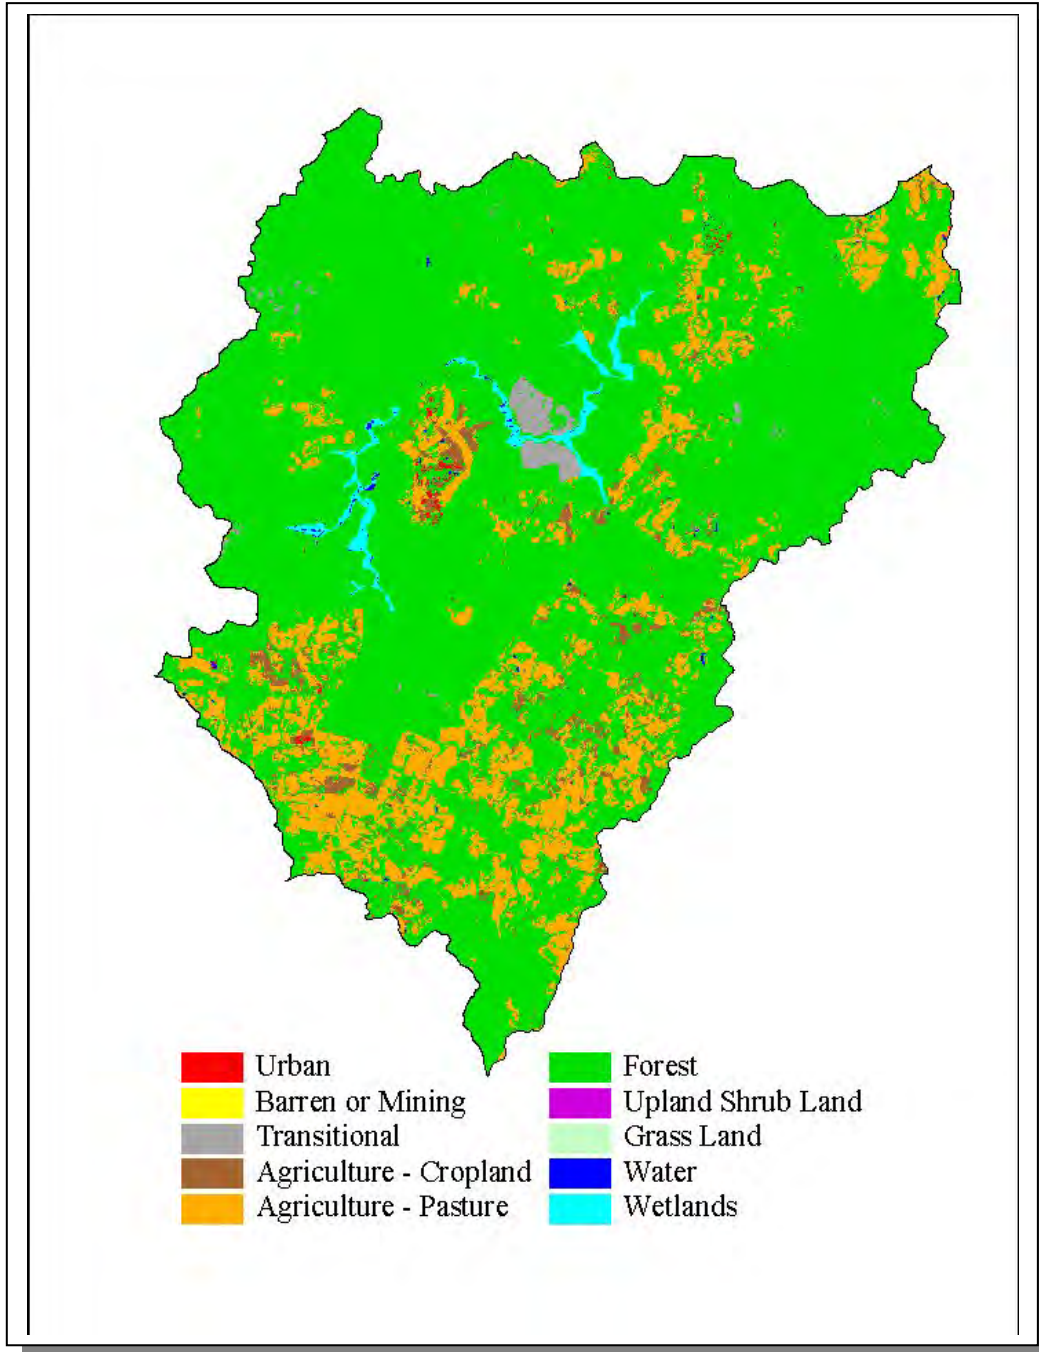 Urban
Barren or Mining
Transitional
Agriculture - Cropland
Agriculture - Pasture
Forest
Upland Shrub Land
Grass Land
Water
Wetlands